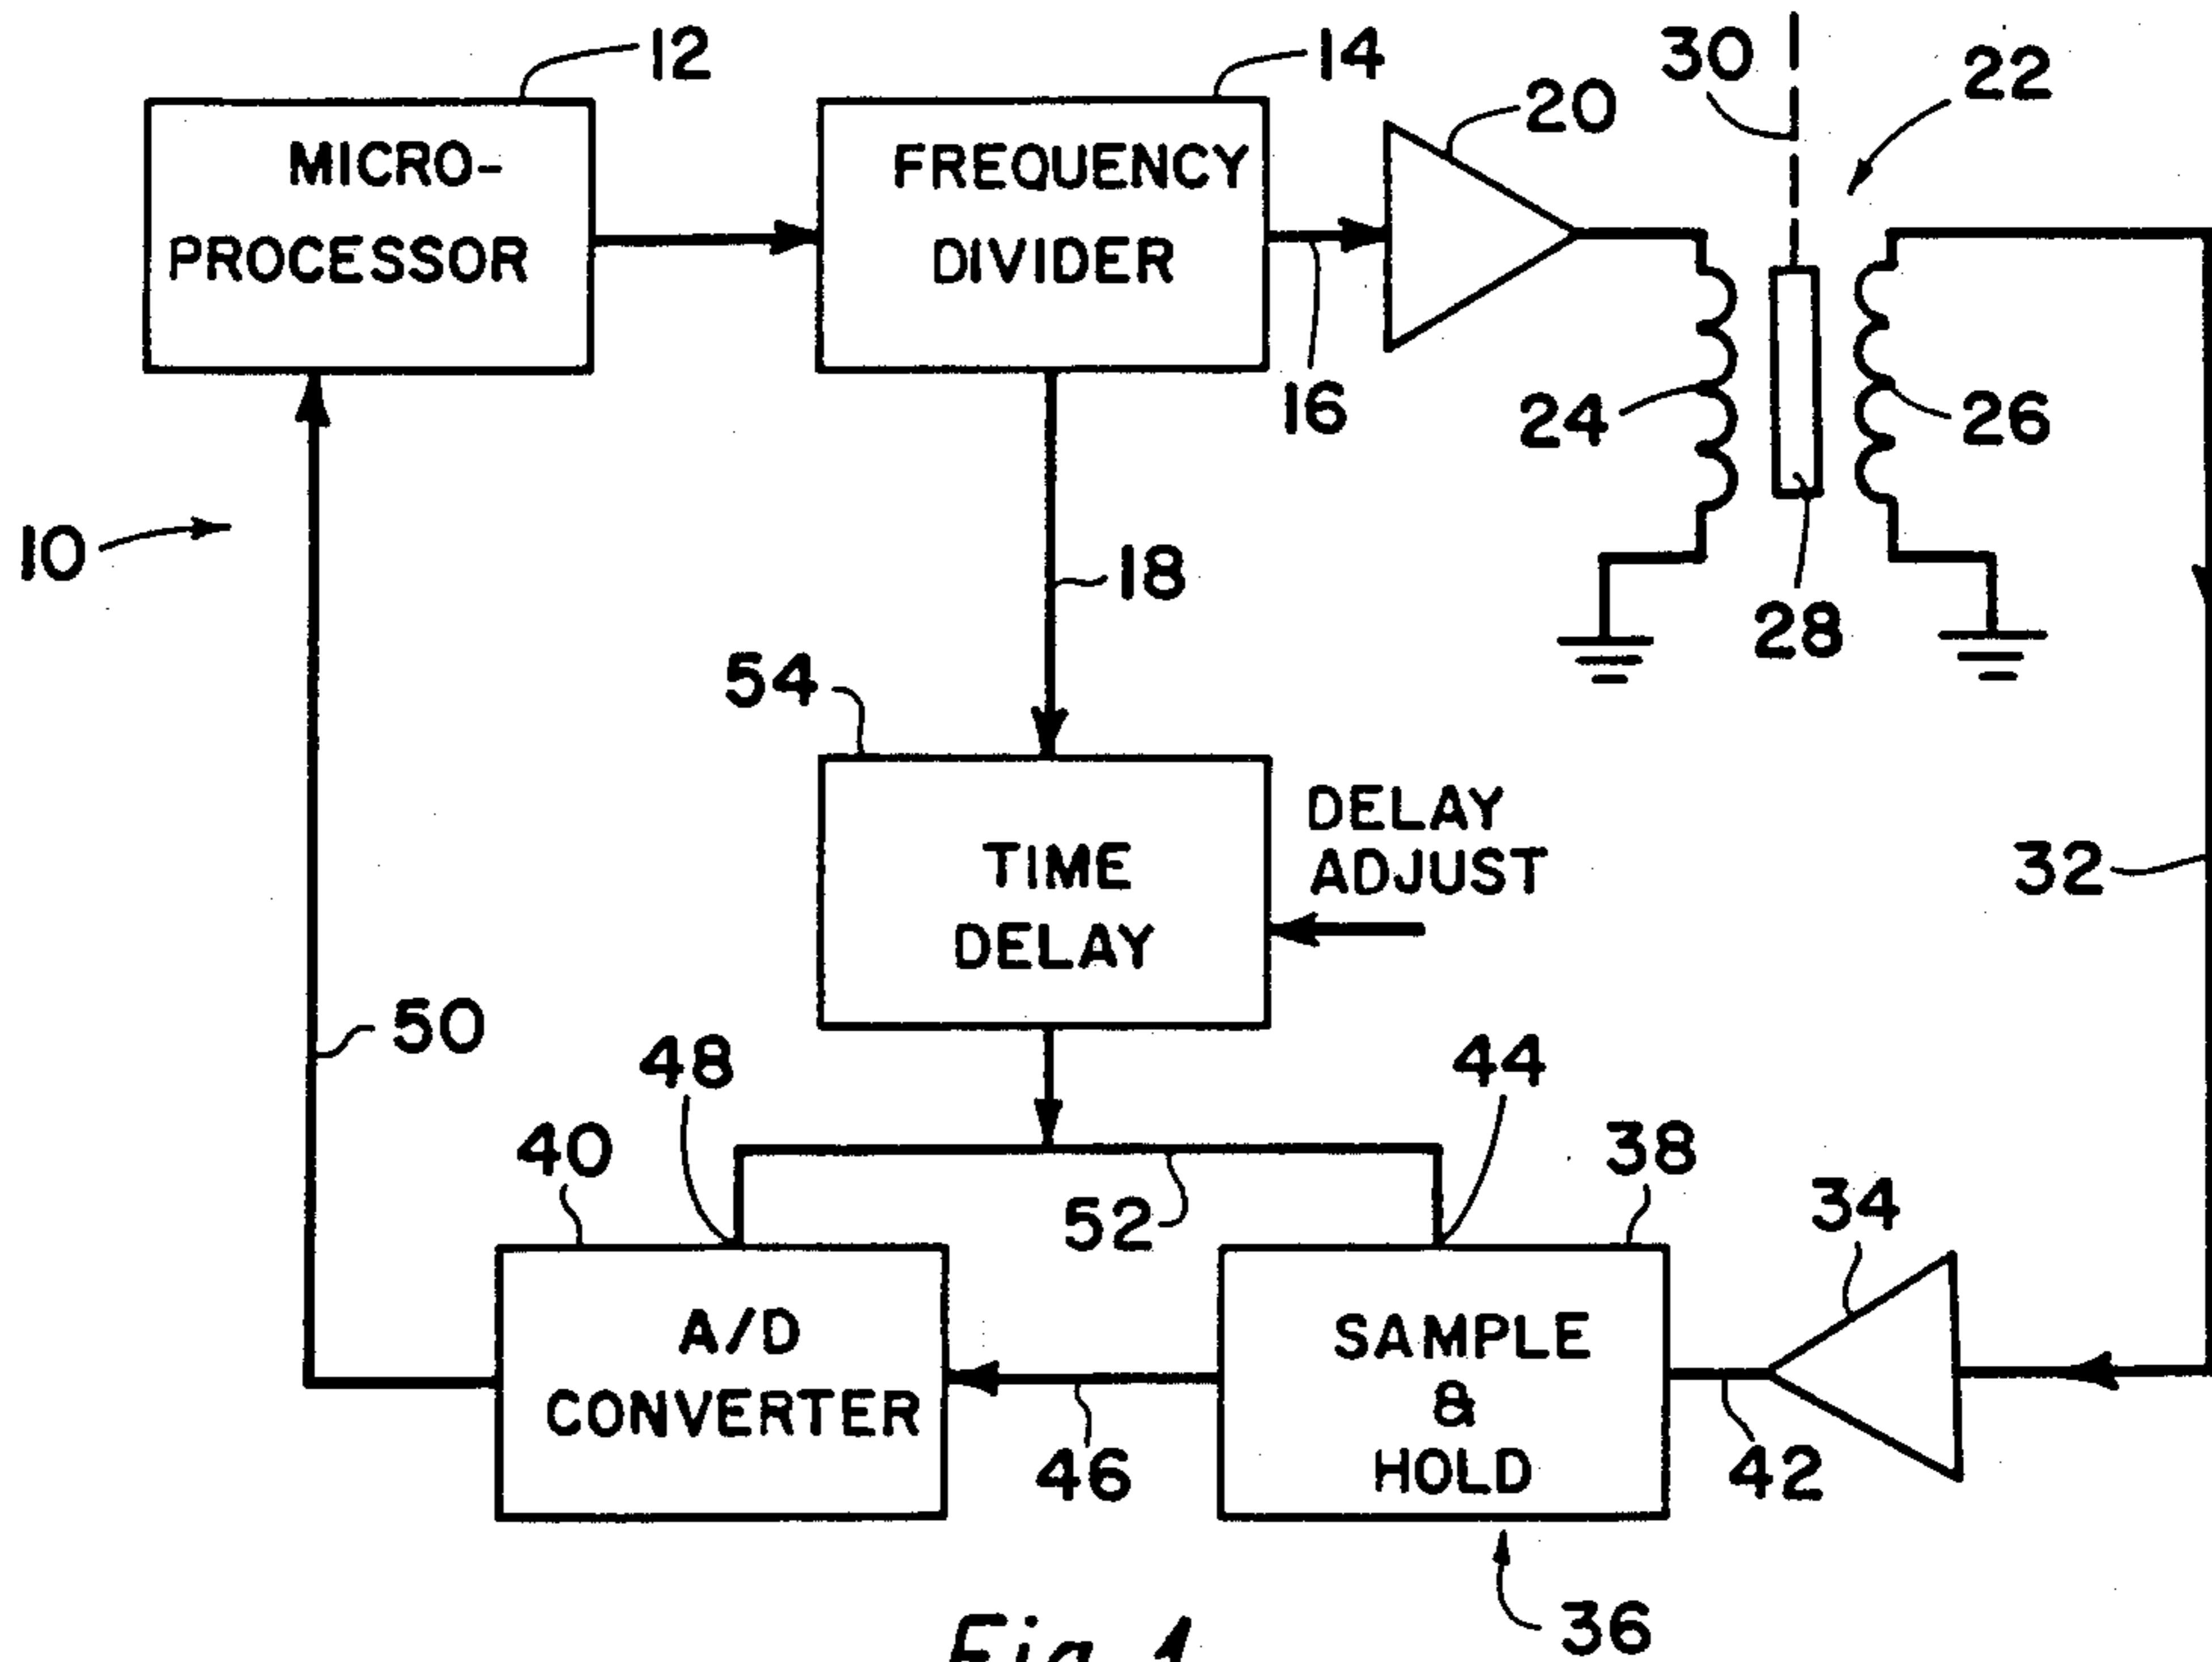 12
14
30
22
20
MICRO-
PROCESSOR
FREQUENCY
DIVIDER
16
24
26
10
18
28
54
DELAY
ADJUST
TIME
DELAY
32
50
48
44
40
38
52
34
A/D
CONVERTER
SAMPLE
&
HOLD
46
42
36
Fig. 1